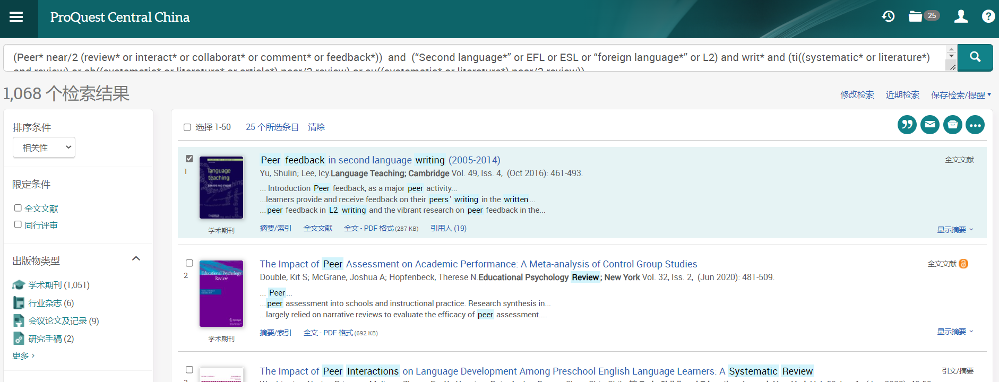 ProQuest Central China
25
(Peer* near/2 (review* or interact* or collaborat* or comment* or feedback*)) and (“Second language*” or EFL or ESL or “foreign language*” or L2) and writ* and (ti((systematic* or literature*)
and review) or ab((systematic* or literature* or article*) near/2 review) or su((systematic* or literature*) near/2 review))
1,068 个检索结果
修改检索 近期检索 保存检索/提醒
排序条件
相关性
限定条件
全文文献
同行评审
出版物类型
学术期刊 (1,051)
行业杂志 (6)
会议论文及记录 (9)
研究手稿 (2)
更多 ›
选择 1-50 25 个所选条目 清除
1
language
teaching
学术期刊
Peer feedback in second language writing (2005-2014)
全文文献
Yu, Shulin; Lee, Icy.Language Teaching; Cambridge Vol. 49, Iss. 4, (Oct 2016): 461-493.
... Introduction Peer feedback, as a major peer activity...
...learners provide and receive feedback on their peers' writing in the written...
...peer feedback in L2 writing and the vibrant research on peer feedback in the...
摘要/索引 全文文献 全文 - PDF 格式 (287 KB) 引用人 (19)
显示摘要
2
Educational Psychology
Review
学术期刊
The Impact of Peer Assessment on Academic Performance: A Meta-analysis of Control Group Studies
全文文献
Double, Kit S; McGrane, Joshua A; Hopfenbeck, Therese N.Educational Psychology Review; New York Vol. 32, Iss. 2, (Jun 2020): 481-509.
... Peer...
...peer assessment into schools and instructional practice. Research synthesis in...
...largely relied on narrative reviews to evaluate the efficacy of peer assessment....
摘要/索引 全文 - PDF 格式 (692 KB)
显示摘要
The Impact of Peer Interactions on Language Development Among Preschool English Language Learners: A Systematic Review
引文/摘要